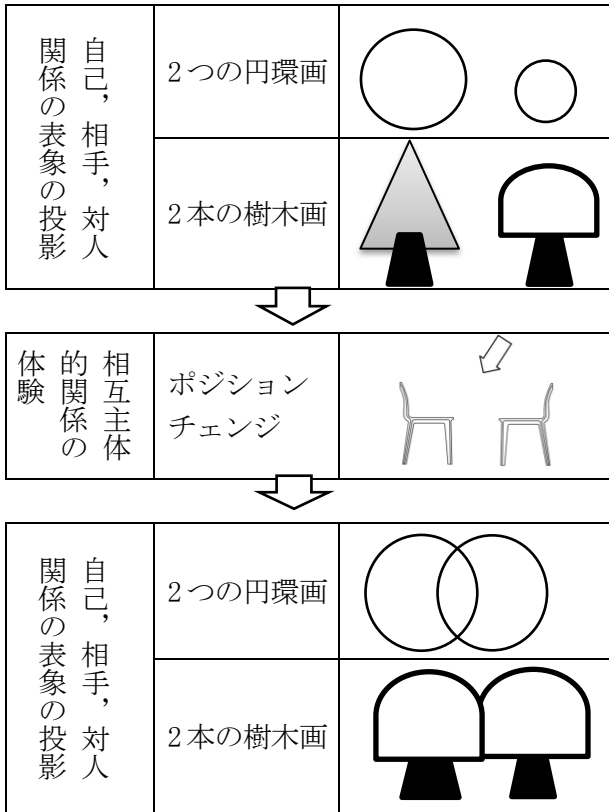 自己，相手，対人
関係の表象の投影
2つの円環画
2本の樹木画
相互主体
的関係の
体験
ポジション
チェンジ
自己，相手，対人
関係の表象の投影
2つの円環画
2本の樹木画